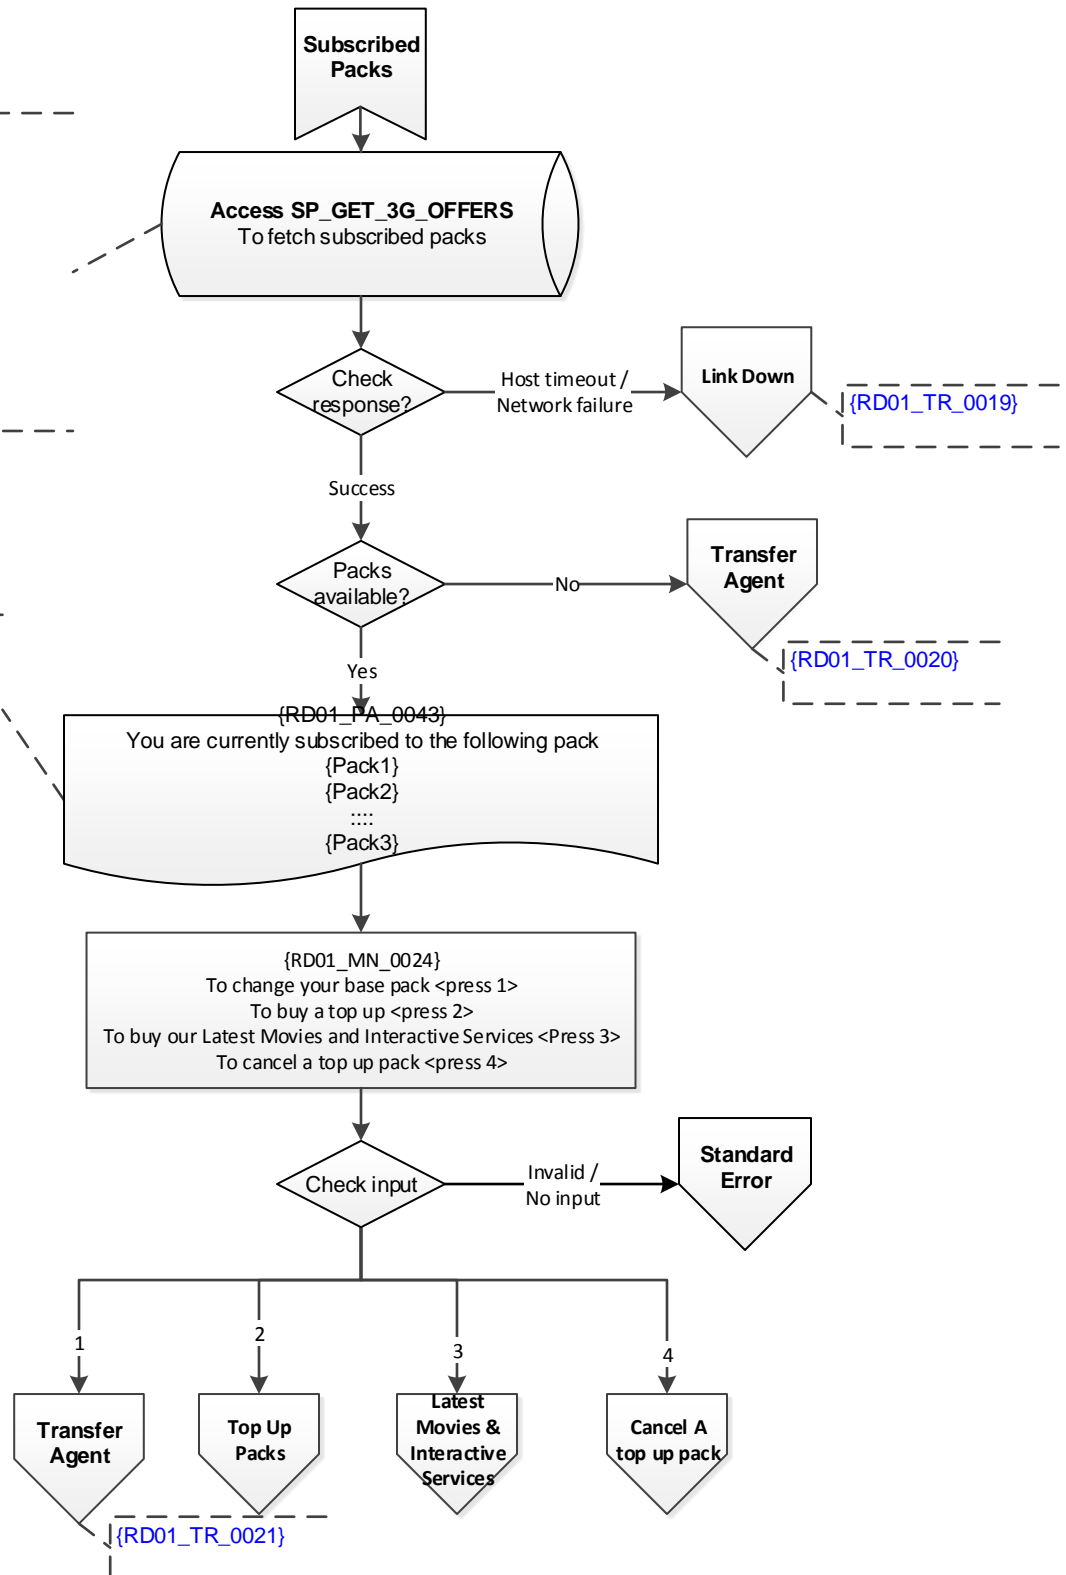 Subscribed
Packs
Access SP_GET_3G_OFFERS
To fetch subscribed packs
Check
response?
Host timeout /
Network failure
Link Down
{RD01_TR_0019}
Success
Packs
available?
No
Transfer
Agent
{RD01_TR_0020}
Yes
{RD01_PA_0043}
You are currently subscribed to the following pack
{Pack1}
{Pack2}
::::
{Pack3}
{RD01_MN_0024}
To change your base pack <press 1>
To buy a top up <press 2>
To buy our Latest Movies and Interactive Services <Press 3>
To cancel a top up pack <press 4>
Check input
Invalid /
No input
Standard
Error
1
2
3
4
Transfer
Agent
Top Up
Packs
Latest
Movies &
Interactive
Services
Cancel A
top up pack
{RD01_TR_0021}